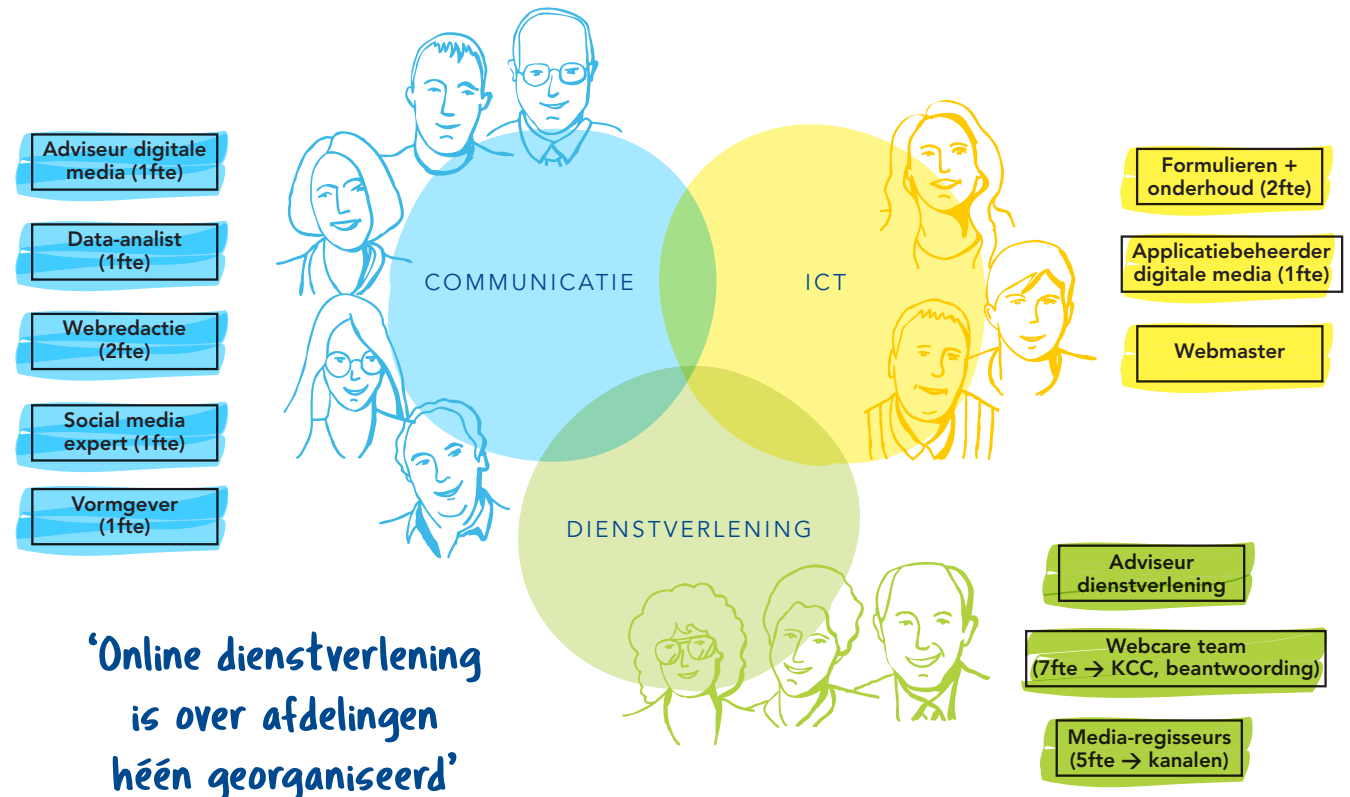 Adviseur digitale
media (1fte)
Data-analist
(1fte)
Webredactie
(2fte)
Social media
expert (1fte)
Vormgever
(1fte)
COMMUNICATIE
ICT
DIENSTVERLENING
Formulieren +
onderhoud (2fte)
Applicatiebeheerder
digitale media (1fte)
Webmaster
Adviseur
dienstverlening
Webcare team
(7fte → KCC, beantwoording)
Media-regisseurs
(5fte → kanalen)
‘Online dienstverlening
is over afdelingen
héén georganiseerd’